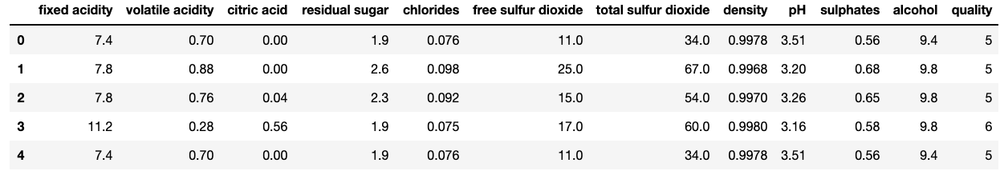 fixed acidity volatile acidity citric acid residual sugar chlorides free sulfur dioxide total sulfur dioxide density pH sulphates alcohol quality
0 7.4 0.70 0.00 1.9 0.076 11.0 34.0 0.9978 3.51 0.56 9.4 5
1 7.8 0.88 0.00 2.6 0.098 25.0 67.0 0.9968 3.20 0.68 9.8 5
2 7.8 0.76 0.04 2.3 0.092 15.0 54.0 0.9970 3.26 0.65 9.8 5
3 11.2 0.28 0.56 1.9 0.075 17.0 60.0 0.9980 3.16 0.58 9.8 6
4 7.4 0.70 0.00 1.9 0.076 11.0 34.0 0.9978 3.51 0.56 9.4 5